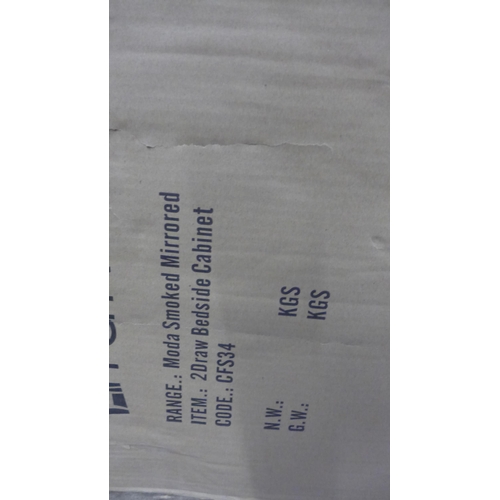 RANGE.: Moda Smoked Mirrored
ITEM.: 2Draw Bedside Cabinet
CODE.: CFS34
N.W.: KGS
G.W.: KGS